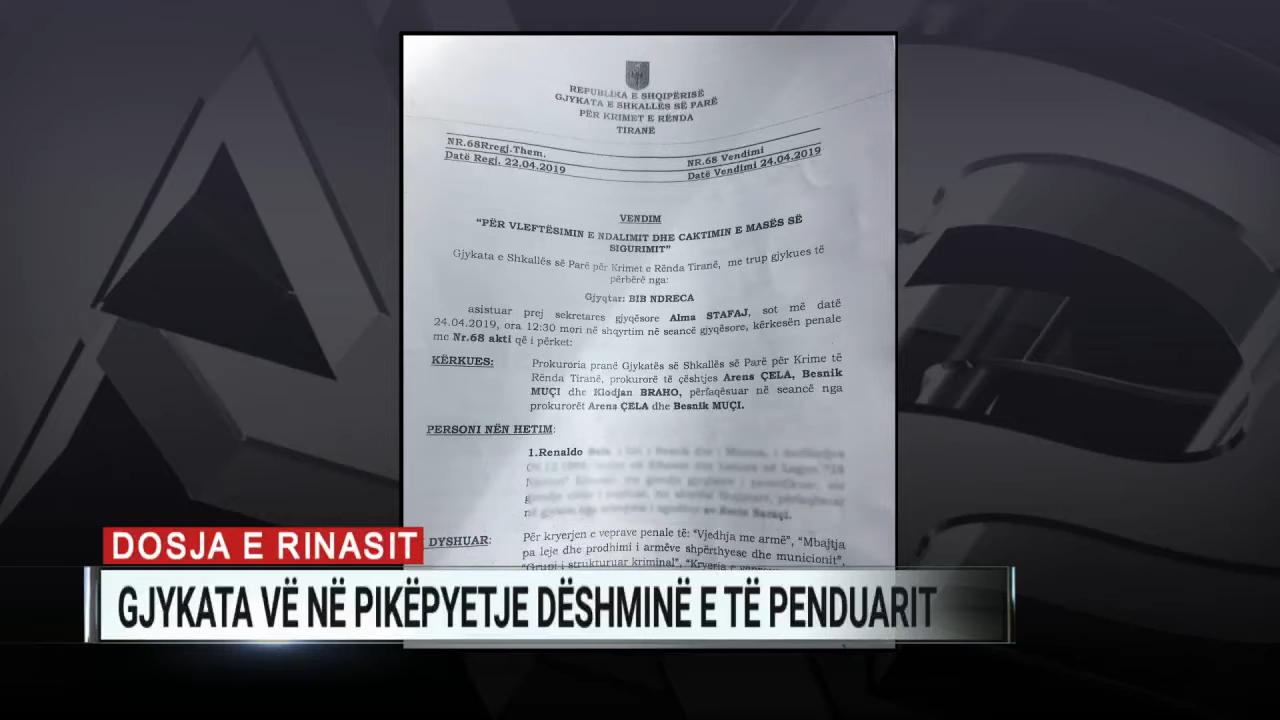 REPUBLIKA E SHQIPËRISË
GJYKATA E SHKALLËS SË PARË
PËR KRIMET E RËNDA
TIRANË
NR.68Rregj.Them.
NR.68 Vendimi
Datë Regj. 22.04.2019
Datë Vendimi 24.04.2019
VENDIM
"PËR VLEFTËSIMIN E NDALIMIT DHE CAKTIMIN E MASËS SË
SIGURIMIT"
Gjykata e Shkallës së Parë për Krimet e Rënda Tiranë, me trup gjykues të
përbërë nga:
Gjyqtar: BIB NDRECA
asistuar prej sekretares gjyqësore Alma STAFAJ, sot më datë
24.04.2019, ora 12:30 mori në shqyrtim në seancë gjyqësore, kërkesën penale
me Nr.68 akti që i përket:
KËRKUES:
Prokuroria pranë Gjykatës së Shkallës së Parë për Krime të
Rënda Tiranë, prokurorë të çështjes Arens ÇELA, Besnik
MUÇI dhe Klodjan BRAHO, përfaqësuar në seancë nga
prokurorët Arens ÇELA dhe Besnik MUÇI.
PERSONI NËN HETIM:
1.Renaldo
DYSHUAR:
Për kryerjen e veprave penale të: "Vjedhja me armë", "Mbajtja
pa leje dhe prodhimi i armëve shpërthyese dhe municionit",
"Grupi i strukturuar kriminal", "Kryerja e
DOSJA E RINASIT
GJYKATA VË NË PIKËPYETJE DËSHMINË E TË PENDUARIT